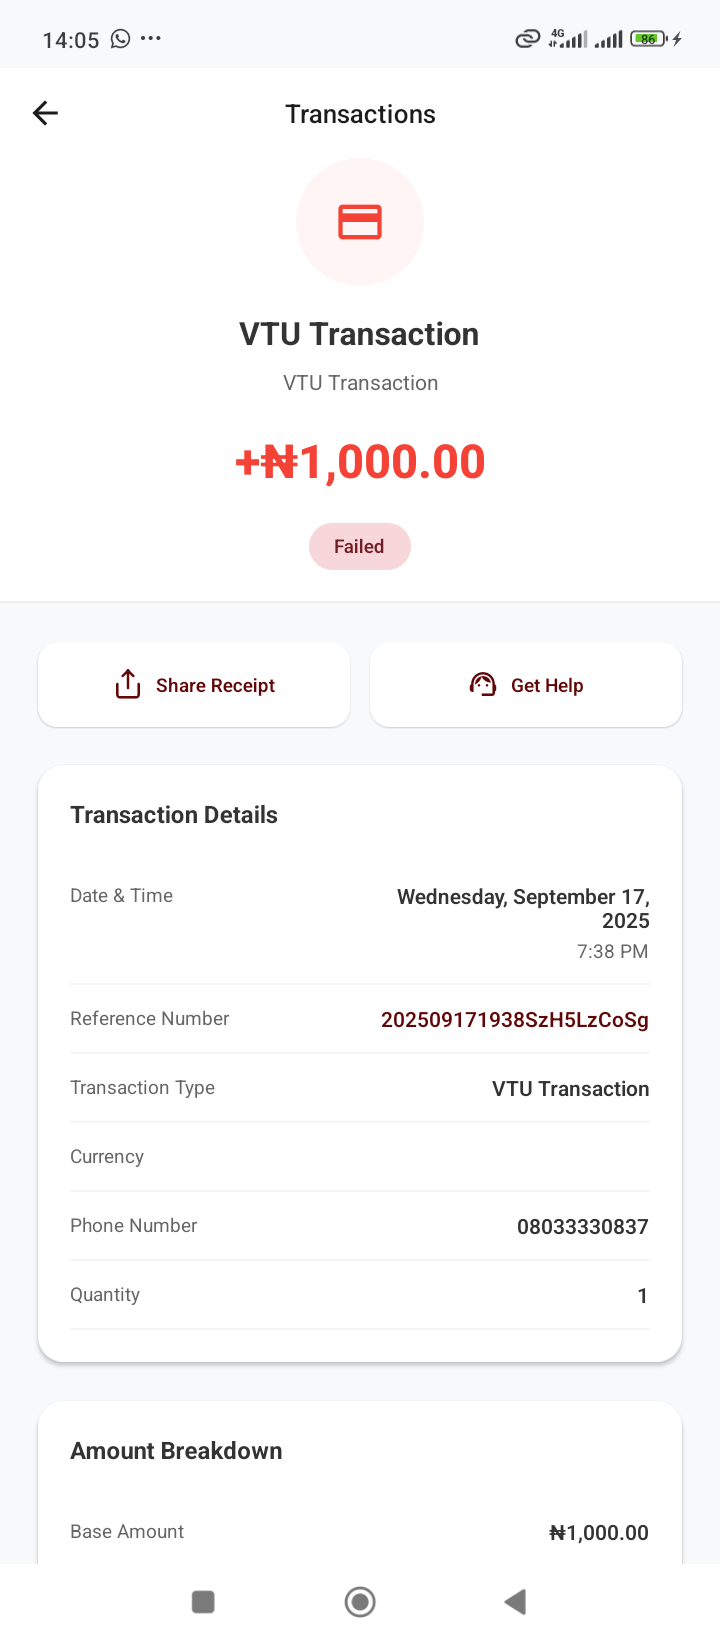 14:05
4G
86
Transactions
VTU Transaction
VTU Transaction
+₦1,000.00
Failed
Share Receipt
Get Help
Transaction Details
Date & Time
Wednesday, September 17,
2025
7:38 PM
Reference Number
202509171938SzH5LzCoSg
Transaction Type
VTU Transaction
Currency
Phone Number
08033330837
Quantity
1
Amount Breakdown
Base Amount
₦1,000.00